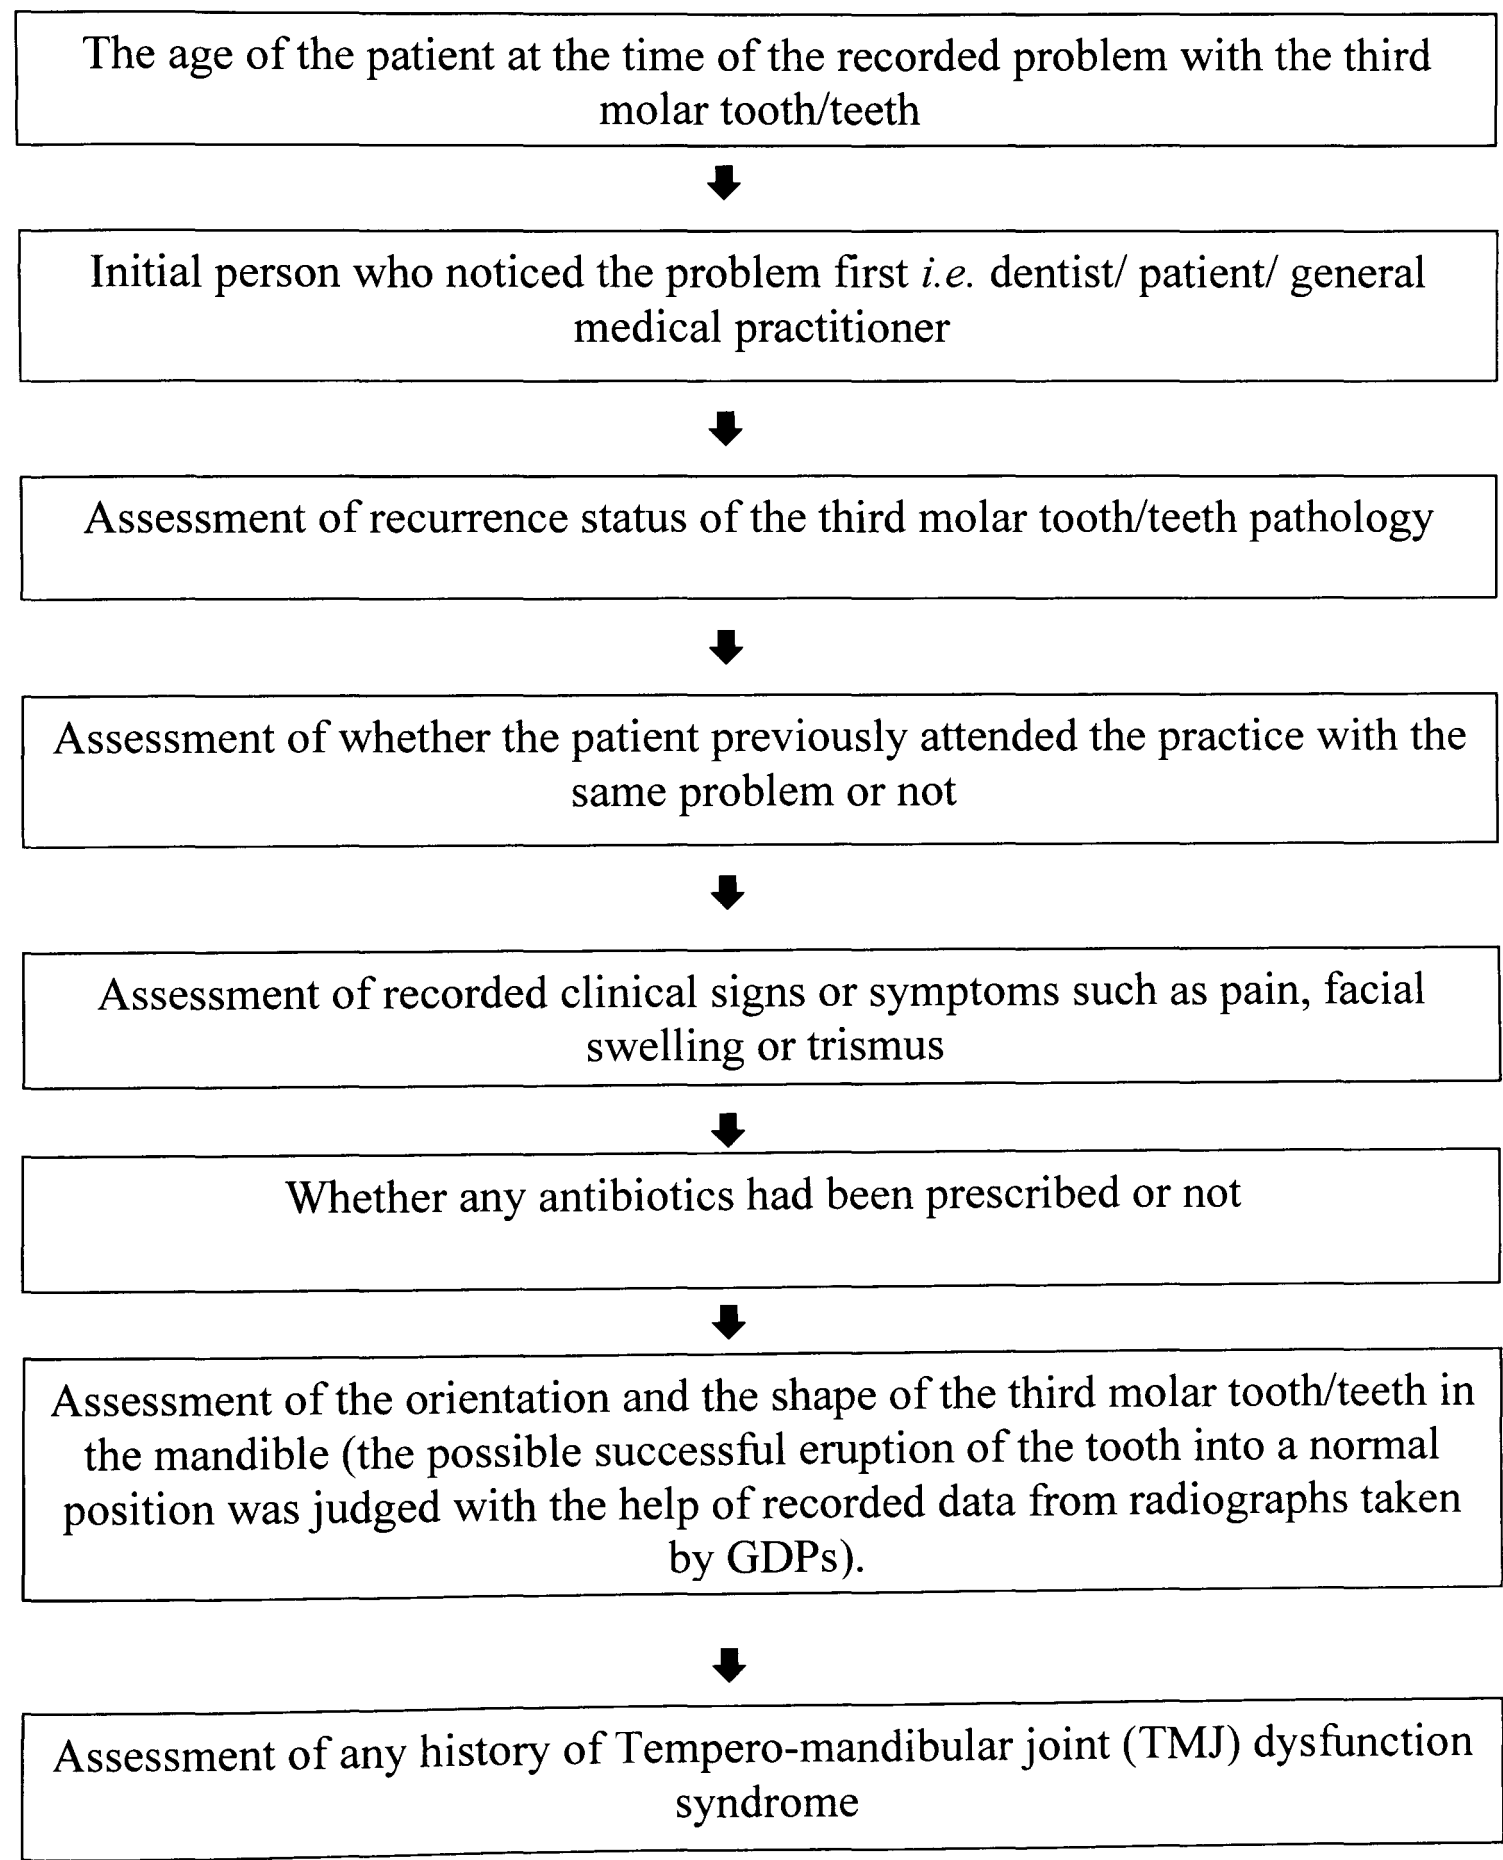 The age of the patient at the time of the recorded problem with the third
molar tooth/teeth
Initial person who noticed the problem first i.e. dentist/ patient/ general
medical practitioner
Assessment of recurrence status of the third molar tooth/teeth pathology
Assessment of whether the patient previously attended the practice with the
same problem or not
Assessment of recorded clinical signs or symptoms such as pain, facial
swelling or trismus
Whether any antibiotics had been prescribed or not
Assessment of the orientation and the shape of the third molar tooth/teeth in
the mandible (the possible successful eruption of the tooth into a normal
position was judged with the help of recorded data from radiographs taken
by GDPs).
Assessment of any history of Tempero-mandibular joint (TMJ) dysfunction
syndrome